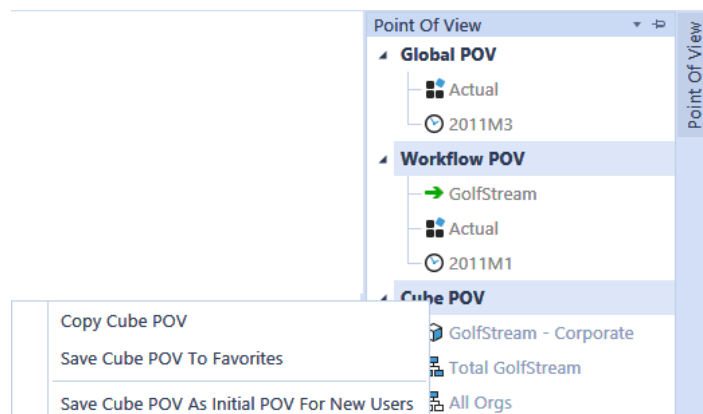 Point Of View
Global POV
Actual
2011M3
Workflow POV
GolfStream
Actual
2011M1
Cube POV
GolfStream - Corporate
Total GolfStream
All Orgs
Copy Cube POV
Save Cube POV To Favorites
Save Cube POV As Initial POV For New Users
Point Of View